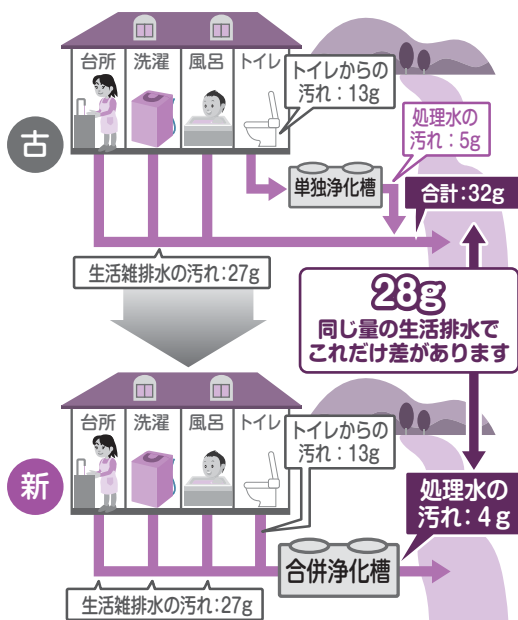 台所
洗濯
風呂
トイレ
トイレからの
汚れ：13g
処理水の
汚れ：5g
古
単独浄化槽
合計：32g
生活雑排水の汚れ：27g
28g
同じ量の生活排水で
これだけ差があります
台所
洗濯
風呂
トイレ
トイレからの
汚れ：13g
新
処理水の
汚れ：4g
合併浄化槽
生活雑排水の汚れ：27g